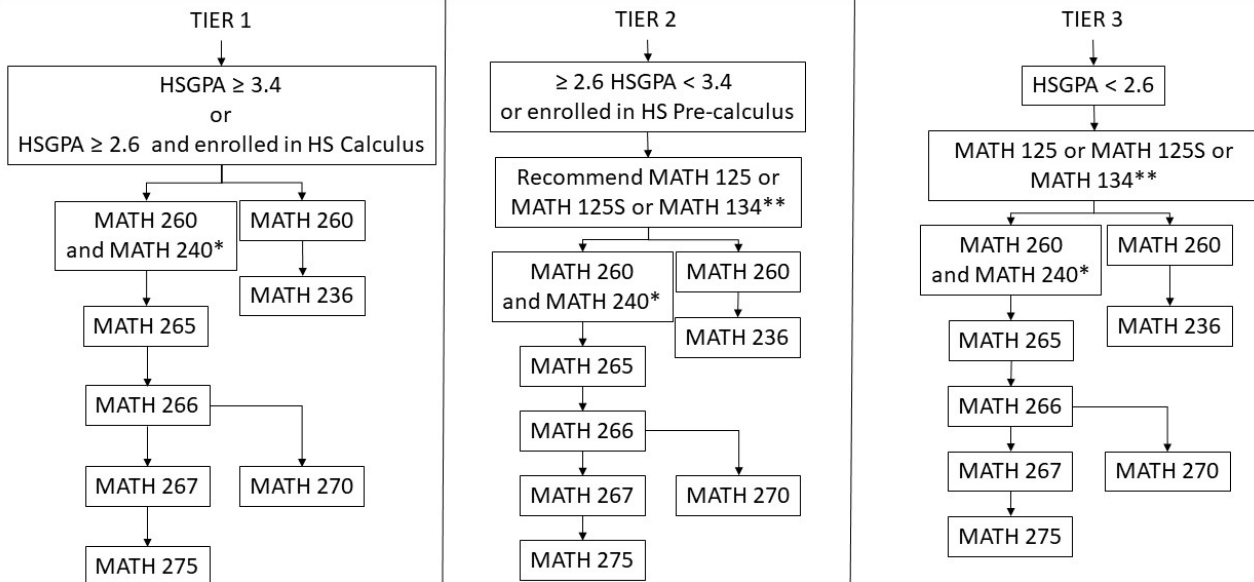 TIER 1
HSGPA ≥ 3.4
or
HSGPA ≥ 2.6 and enrolled in HS Calculus
MATH 260
and MATH 240*
MATH 260
MATH 236
MATH 265
MATH 266
MATH 267
MATH 270
MATH 275
TIER 2
≥ 2.6 HSGPA < 3.4
or enrolled in HS Pre-calculus
Recommend MATH 125 or
MATH 125S or MATH 134**
MATH 260
and MATH 240*
MATH 260
MATH 236
MATH 265
MATH 266
MATH 267
MATH 270
MATH 275
TIER 3
HSGPA < 2.6
MATH 125 or MATH 125S or
MATH 134**
MATH 260
and MATH 240*
MATH 260
MATH 236
MATH 265
MATH 266
MATH 267
MATH 270
MATH 275